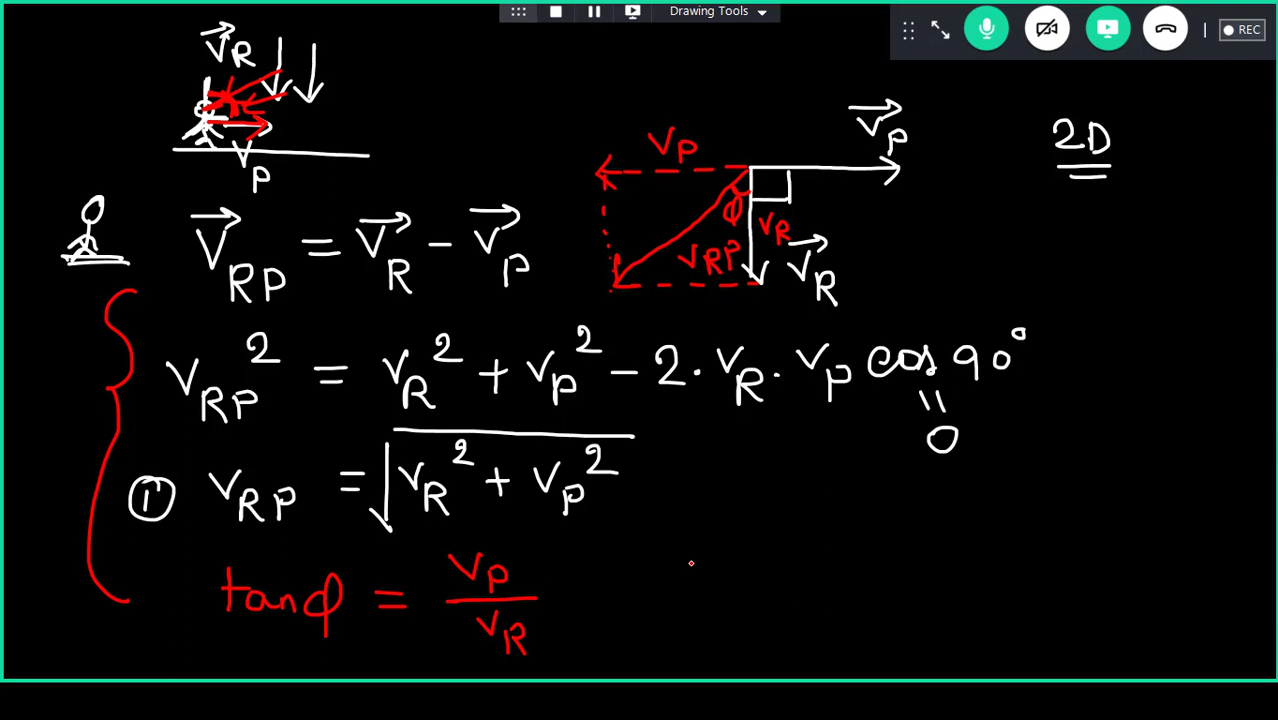 Drawing Tools
REC
V⃗R
VP
VP
V⃗P
2D
ϕ
VR
VRP
V⃗R
V⃗RP = V⃗R - V⃗P
VRP² = VR² + VP² - 2 · VR · VP cos 90°
=
0
① VRP = √VR² + VP²
tanϕ = VP/VR